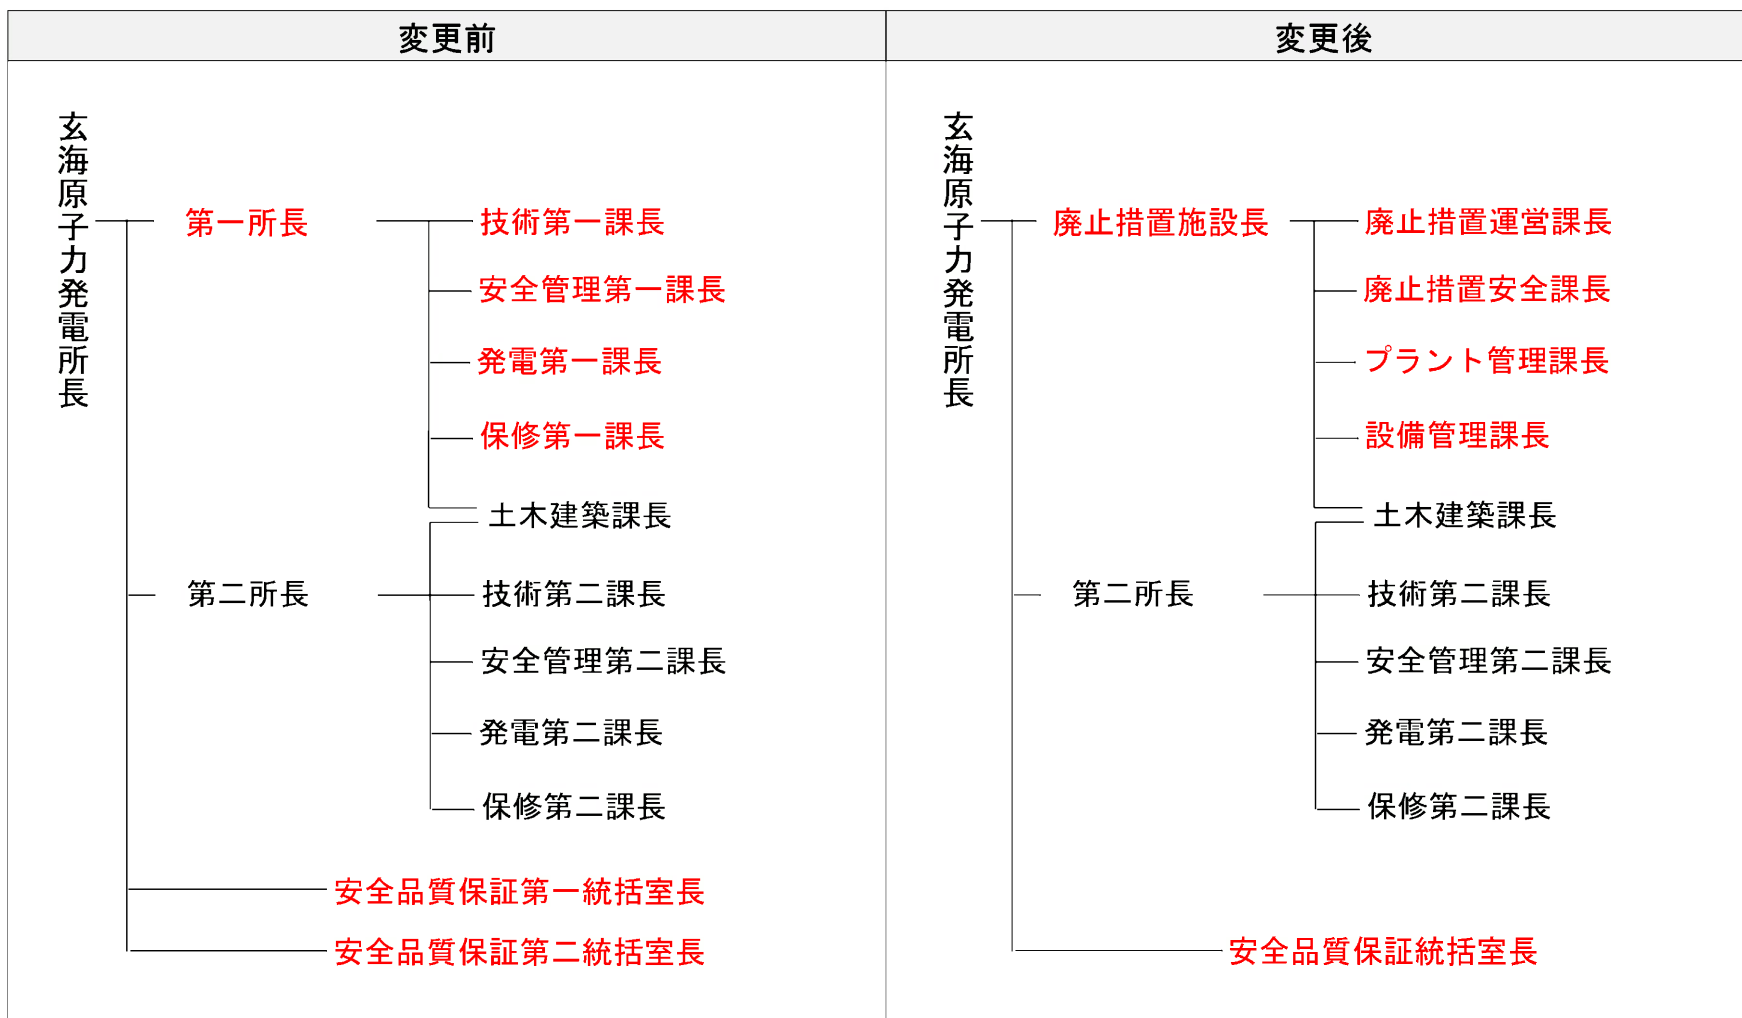 変更前
玄海原子力発電所長
第一所長
技術第一課長
安全管理第一課長
発電第一課長
保修第一課長
土木建築課長
第二所長
技術第二課長
安全管理第二課長
発電第二課長
保修第二課長
安全品質保証第一統括室長
安全品質保証第二統括室長
変更後
玄海原子力発電所長
廃止措置施設長
廃止措置運営課長
廃止措置安全課長
プラント管理課長
設備管理課長
土木建築課長
第二所長
技術第二課長
安全管理第二課長
発電第二課長
保修第二課長
安全品質保証統括室長